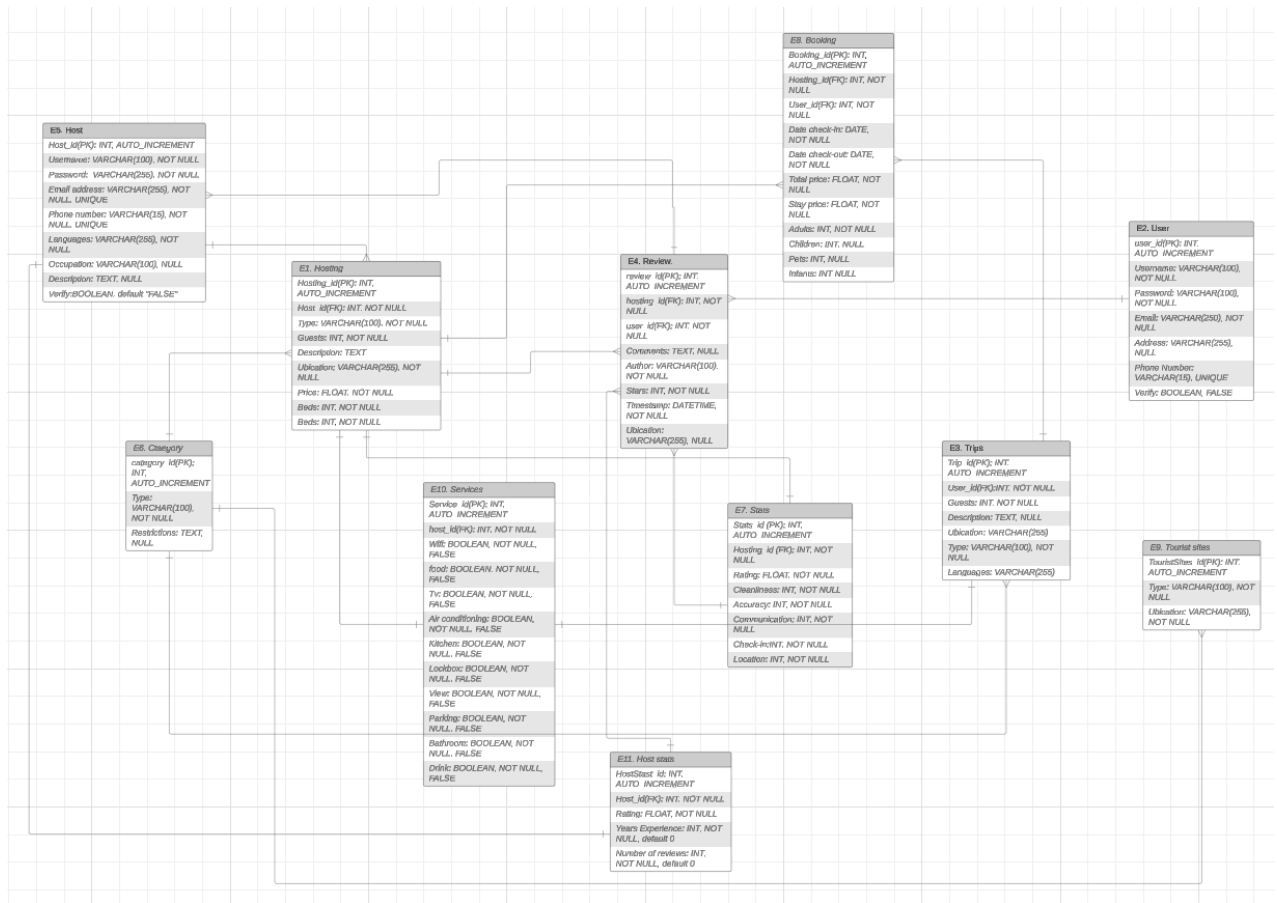 E8. Booking
Booking_id(PK): INT,
AUTO_INCREMENT
Hosting_id(FK): INT, NOT
NULL
User_id(FK): INT, NOT
NULL
Date check-in: DATE,
NOT NULL
Date check-out: DATE,
NOT NULL
Total price: FLOAT, NOT
NULL
Stay price: FLOAT, NOT
NULL
Adults: INT, NOT NULL
Children: INT. NULL
Pets: INT, NULL
Infants: INT NULL
E5. Host
Host_id(PK): INT, AUTO_INCREMENT
Username: VARCHAR(100), NOT NULL
Password: VARCHAR(255). NOT NULL
Email address: VARCHAR(255), NOT
NULL. UNIQUE
Phone number: VARCHAR(15), NOT
NULL. UNIQUE
Languages: VARCHAR(255), NOT
NULL
Occupation: VARCHAR(100), NULL
Description: TEXT. NULL
Verify:BOOLEAN. default "FALSE"
E1. Hosting
Hosting_id(PK): INT,
AUTO_INCREMENT
Host_id(FK): INT. NOT NULL
Type: VARCHAR(100). NOT NULL
Guests: INT, NOT NULL
Description: TEXT
Ubication: VARCHAR(255), NOT
NULL
Price: FLOAT. NOT NULL
Beds: INT. NOT NULL
Beds: INT, NOT NULL
E4. Review.
review_id(PK); INT.
AUTO_INCREMENT
hosting_id(FK): INT, NOT
NULL
user_id(FK); INT. NOT
NULL
Comments: TEXT, NULL
Author: VARCHAR(100).
NOT NULL
Stars: INT, NOT NULL
Timestamp: DATETIME,
NOT NULL
Ubication:
VARCHAR(255), NULL
E2. User
user_id(PK): INT.
AUTO_INCREMENT
Username: VARCHAR(100),
NOT NULL
Password: VARCHAR(100),
NOT NULL
Email: VARCHAR(250), NOT
NULL
Address: VARCHAR(255),
NULL
Phone Number:
VARCHAR(15), UNIQUE
Verify: BOOLEAN, FALSE
E6. Category
category_id(PK);
INT,
AUTO_INCREMENT
Type:
VARCHAR(100),
NOT NULL
Restrictions: TEXT,
NULL
E10. Services
Service_id(PK); INT,
AUTO_INCREMENT
host_id(FK): INT. NOT NULL
Wifi: BOOLEAN, NOT NULL,
FALSE
food: BOOLEAN. NOT NULL,
FALSE
Tv: BOOLEAN, NOT NULL,
FALSE
Air conditioning: BOOLEAN,
NOT NULL. FALSE
Kitchen: BOOLEAN, NOT
NULL. FALSE
Lockbox: BOOLEAN, NOT
NULL. FALSE
View: BOOLEAN, NOT NULL,
FALSE
Parking: BOOLEAN, NOT
NULL. FALSE
Bathroom: BOOLEAN, NOT
NULL. FALSE
Drink: BOOLEAN, NOT NULL,
FALSE
E7. Stars
Stats_id (PK); INT,
AUTO_INCREMENT
Hosting_id (FK); INT, NOT
NULL
Rating: FLOAT. NOT NULL
Cleanliness: INT, NOT NULL
Accuracy: INT, NOT NULL
Communication: INT, NOT
NULL
Check-in:INT. NOT NULL
Location: INT, NOT NULL
E3. Trips
Trip_id(PK); INT.
AUTO_INCREMENT
User_id(FK):INT. NOT NULL
Guests: INT. NOT NULL
Description: TEXT, NULL
Ubication: VARCHAR(255)
Type: VARCHAR(100), NOT
NULL
Languages: VARCHAR(255)
E9. Tourist sites
TouristSites_id(PK): INT.
AUTO_INCREMENT
Type: VARCHAR(100), NOT
NULL
Ubication: VARCHAR(255),
NOT NULL
E11. Host stats
HostStast_id: INT.
AUTO_INCREMENT
Host_id(FK): INT. NOT NULL
Rating: FLOAT, NOT NULL
Years Experience: INT, NOT
NULL, default 0
Number of reviews: INT,
NOT NULL, default 0